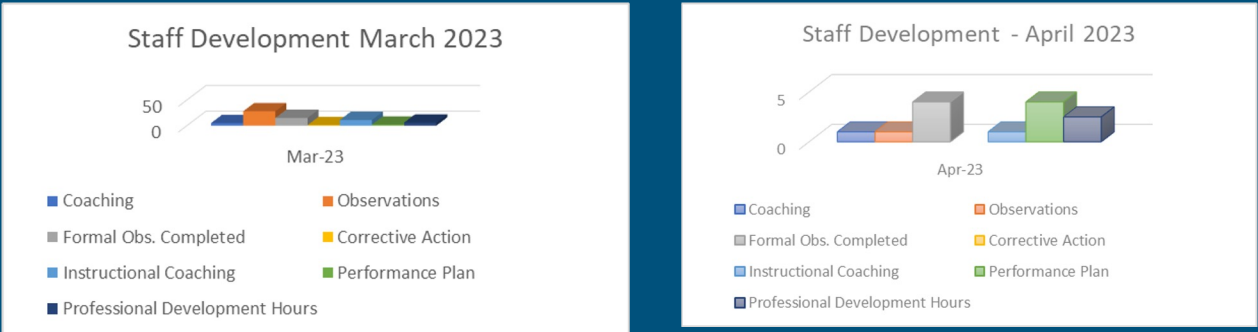 Staff Development March 2023
50
0
Mar-23
Coaching Observations
Formal Obs. Completed Corrective Action
Instructional Coaching Performance Plan
Professional Development Hours
Staff Development - April 2023
5
0
Apr-23
Coaching Observations
Formal Obs. Completed Corrective Action
Instructional Coaching Performance Plan
Professional Development Hours